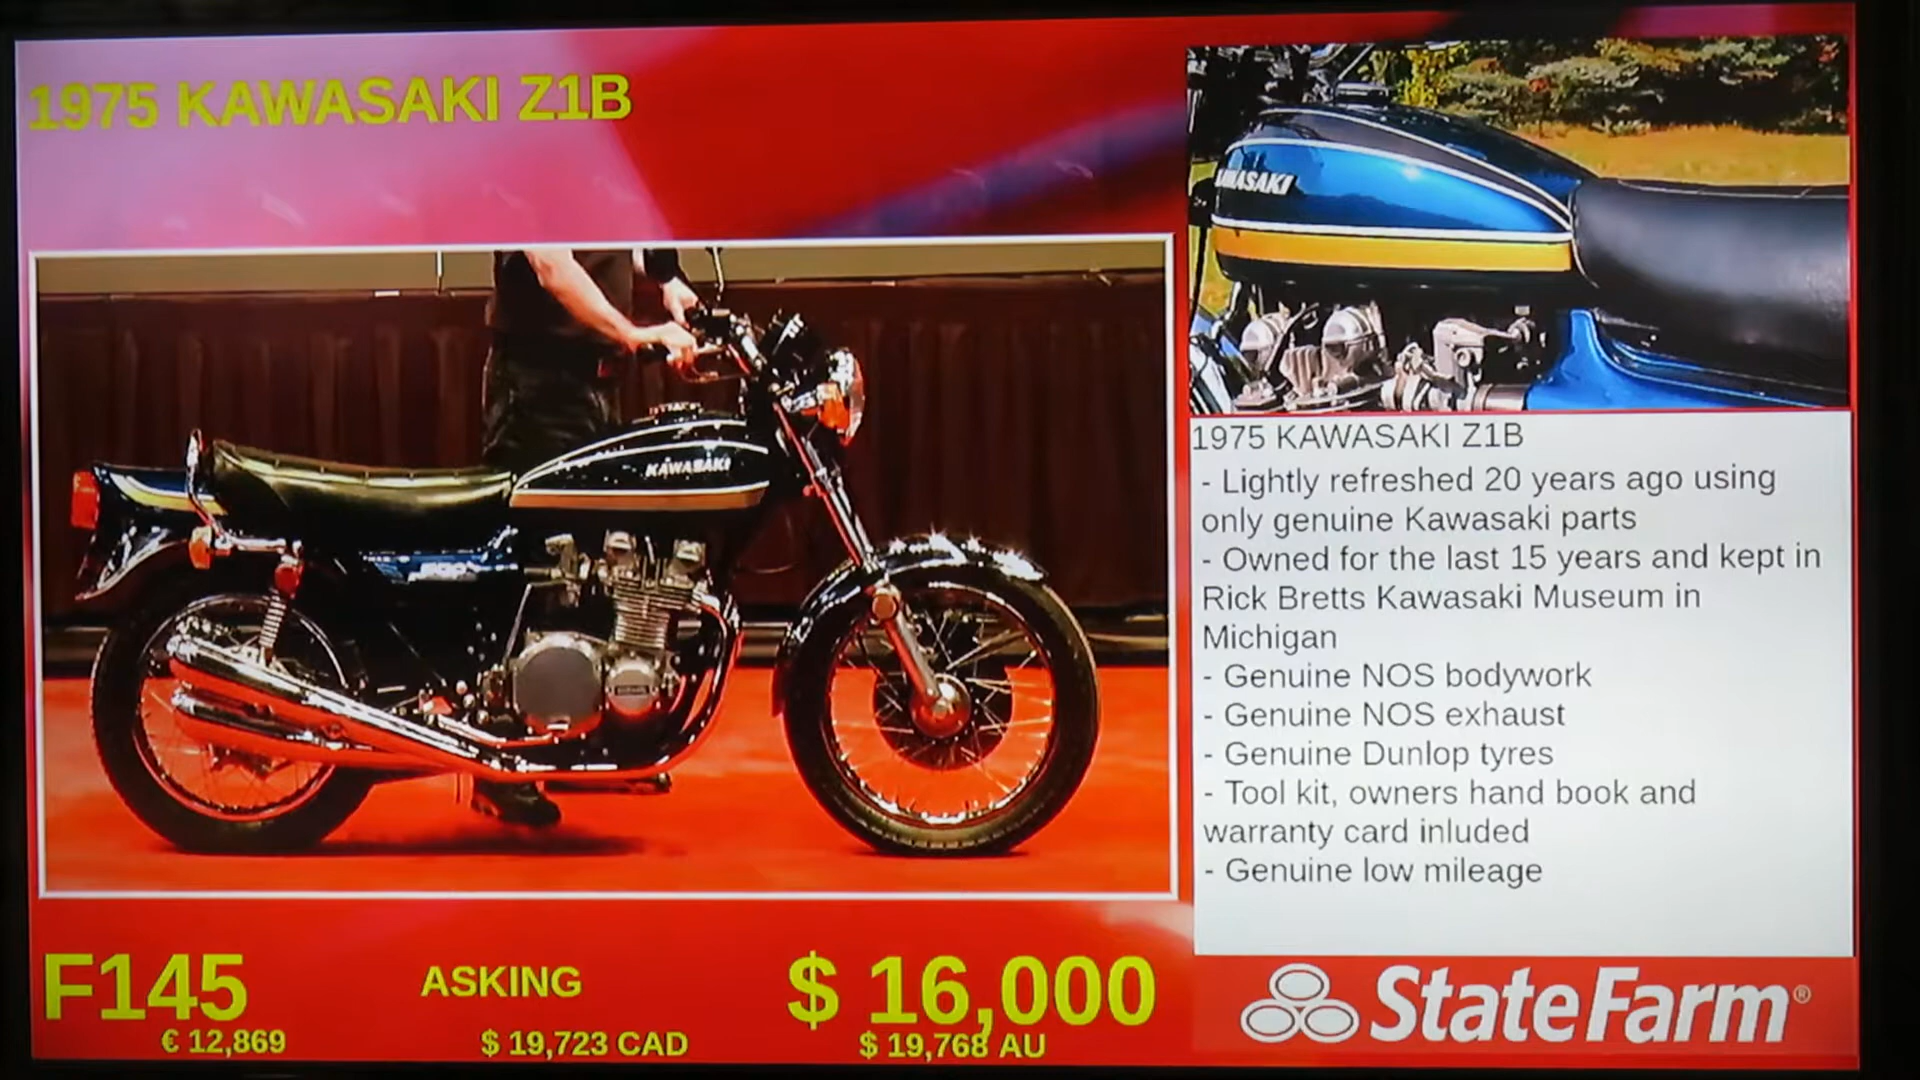 1975 KAWASAKI Z1B
KAWASAKI
KAWASAKI
1975 KAWASAKI Z1B
- Lightly refreshed 20 years ago using
only genuine Kawasaki parts
- Owned for the last 15 years and kept in
Rick Bretts Kawasaki Museum in
Michigan
- Genuine NOS bodywork
- Genuine NOS exhaust
- Genuine Dunlop tyres
- Tool kit, owners hand book and
warranty card inluded
- Genuine low mileage
F145
ASKING
$ 16,000
€ 12,869
$ 19,723 CAD
$ 19,768 AU
StateFarm®